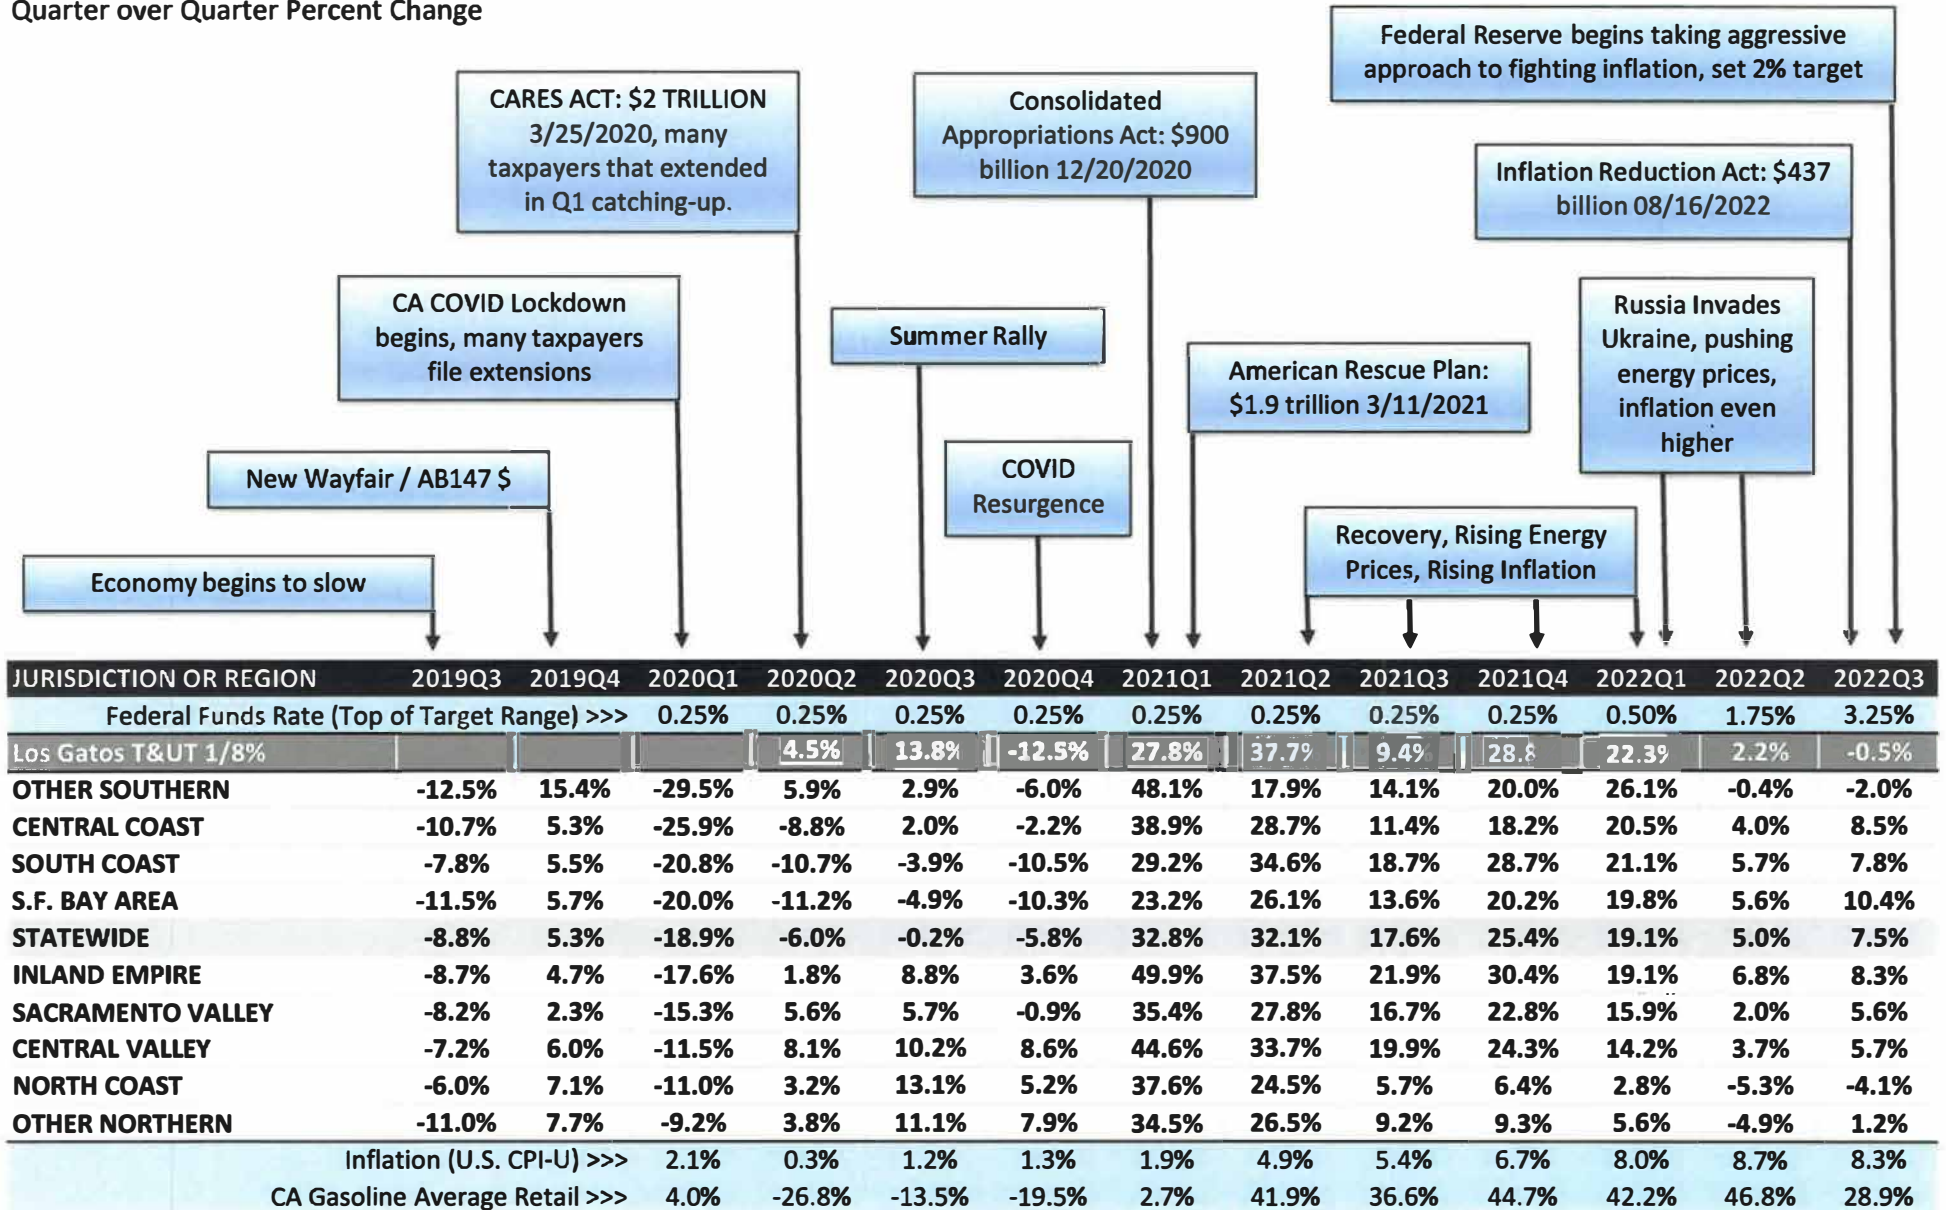 Quarter over Quarter Percent Change
Federal Reserve begins taking aggressive
approach to fighting inflation, set 2% target
CARES ACT: $2 TRILLION
3/25/2020, many
taxpayers that extended
in Q1 catching-up.
Consolidated
Appropriations Act: $900
billion 12/20/2020
Inflation Reduction Act: $437
billion 08/16/2022
CA COVID Lockdown
begins, many taxpayers
file extensions
Summer Rally
Russia Invades
Ukraine, pushing
energy prices,
inflation even
higher
American Rescue Plan:
$1.9 trillion 3/11/2021
New Wayfair / AB147 $
COVID
Resurgence
Recovery, Rising Energy
Prices, Rising Inflation
Economy begins to slow
JURISDICTION OR REGION 2019Q3 2019Q4 2020Q1 2020Q2 2020Q3 2020Q4 2021Q1 2021Q2 2021Q3 2021Q4 2022Q1 2022Q2 2022Q3
Federal Funds Rate (Top of Target Range) >>> 0.25% 0.25% 0.25% 0.25% 0.25% 0.25% 0.25% 0.25% 0.50% 1.75% 3.25%
Los Gatos T&UT 1/8% 4.5% 13.8% -12.5% 27.8% 37.7% 9.4% 28.8 22.3% 2.2% -0.5%
OTHER SOUTHERN -12.5% 15.4% -29.5% 5.9% 2.9% -6.0% 48.1% 17.9% 14.1% 20.0% 26.1% -0.4% -2.0%
CENTRAL COAST -10.7% 5.3% -25.9% -8.8% 2.0% -2.2% 38.9% 28.7% 11.4% 18.2% 20.5% 4.0% 8.5%
SOUTH COAST -7.8% 5.5% -20.8% -10.7% -3.9% -10.5% 29.2% 34.6% 18.7% 28.7% 21.1% 5.7% 7.8%
S.F. BAY AREA -11.5% 5.7% -20.0% -11.2% -4.9% -10.3% 23.2% 26.1% 13.6% 20.2% 19.8% 5.6% 10.4%
STATEWIDE -8.8% 5.3% -18.9% -6.0% -0.2% -5.8% 32.8% 32.1% 17.6% 25.4% 19.1% 5.0% 7.5%
INLAND EMPIRE -8.7% 4.7% -17.6% 1.8% 8.8% 3.6% 49.9% 37.5% 21.9% 30.4% 19.1% 6.8% 8.3%
SACRAMENTO VALLEY -8.2% 2.3% -15.3% 5.6% 5.7% -0.9% 35.4% 27.8% 16.7% 22.8% 15.9% 2.0% 5.6%
CENTRAL VALLEY -7.2% 6.0% -11.5% 8.1% 10.2% 8.6% 44.6% 33.7% 19.9% 24.3% 14.2% 3.7% 5.7%
NORTH COAST -6.0% 7.1% -11.0% 3.2% 13.1% 5.2% 37.6% 24.5% 5.7% 6.4% 2.8% -5.3% -4.1%
OTHER NORTHERN -11.0% 7.7% -9.2% 3.8% 11.1% 7.9% 34.5% 26.5% 9.2% 9.3% 5.6% -4.9% 1.2%
Inflation (U.S. CPI-U) >>> 2.1% 0.3% 1.2% 1.3% 1.9% 4.9% 5.4% 6.7% 8.0% 8.7% 8.3%
CA Gasoline Average Retail >>> 4.0% -26.8% -13.5% -19.5% 2.7% 41.9% 36.6% 44.7% 42.2% 46.8% 28.9%